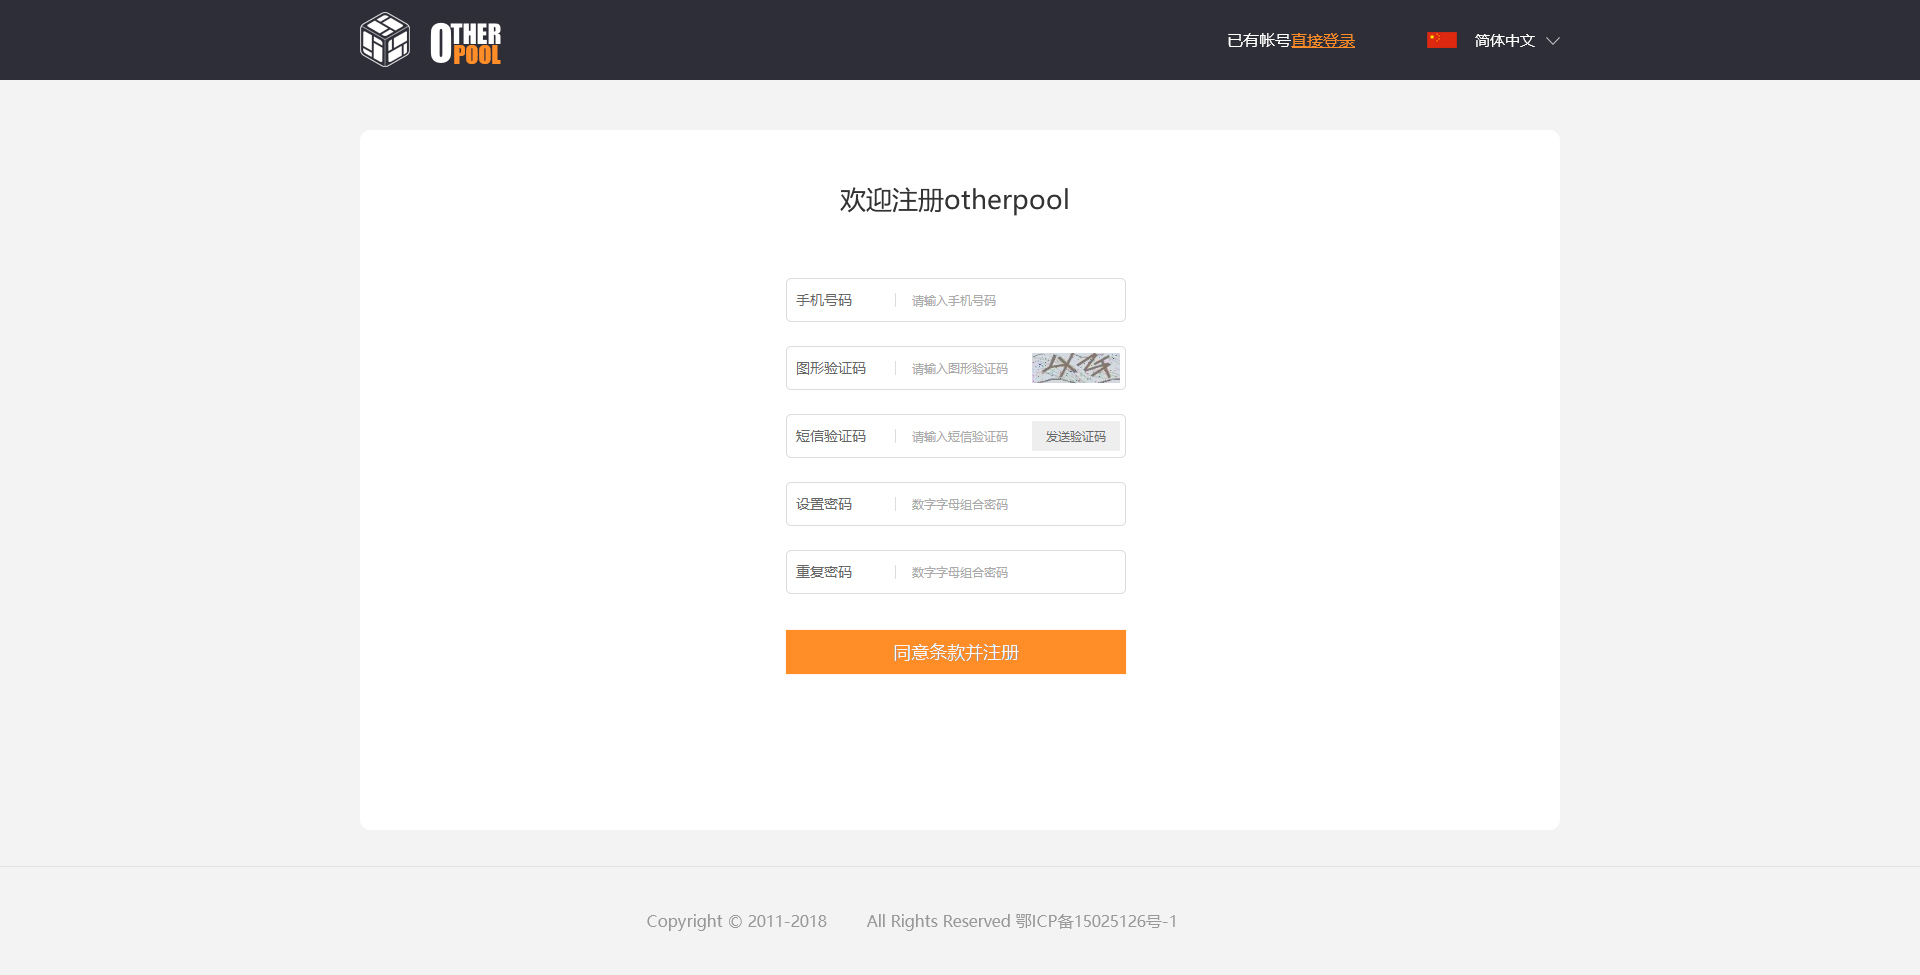 OTHER
POOL
已有帐号直接登录
简体中文
欢迎注册otherpool
手机号码 请输入手机号码
图形验证码 请输入图形验证码
短信验证码 请输入短信验证码 发送验证码
设置密码 数字字母组合密码
重复密码 数字字母组合密码
同意条款并注册
Copyright © 2011-2018 All Rights Reserved 鄂ICP备15025126号-1